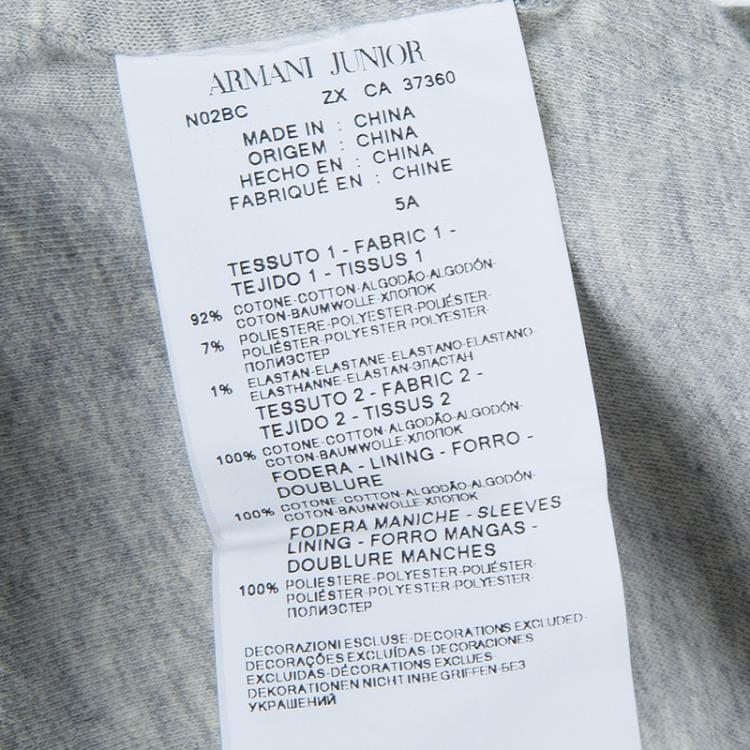 ARMANI JUNIOR
N02BC ZX CA 37360
MADE IN : CHINA
ORIGEM : CHINA
HECHO EN : CHINA
FABRIQUÉ EN : CHINE
5A
TESSUTO 1 - FABRIC 1 -
TEJIDO 1 - TISSUS 1
92% COTONE-COTTON-ALGODÃO-ALGODÓN-
COTON-BAUMWOLLE-ХЛОПОК
7% POLIESTERE-POLYESTER-POLIÉSTER-
POLIÉSTER-POLYESTER-POLYESTER-
ПОЛИЭСТЕР
1% ELASTAN-ELASTANE-ELASTANO-ELASTANO-
ELASTHANNE-ELASTAN-ЭЛАСТАН
TESSUTO 2 - FABRIC 2 -
TEJIDO 2 - TISSUS 2
100% COTONE-COTTON-ALGODÃO-ALGODÓN-
COTON-BAUMWOLLE-ХЛОПОК
FODERA - LINING - FORRO -
DOUBLURE
100% COTONE-COTTON-ALGODÃO-ALGODÓN-
COTON-BAUMWOLLE-ХЛОПОК
FODERA MANICHE - SLEEVES
LINING - FORRO MANGAS -
DOUBLURE MANCHES
100% POLIESTERE-POLYESTER-POLIÉSTER-
POLIÉSTER-POLYESTER-POLYESTER-
ПОЛИЭСТЕР
DECORAZIONI ESCLUSE-DECORATIONS EXCLUDED-
DECORAÇÕES EXCLUÍDAS-DECORACIONES
EXCLUIDAS-DÉCORATIONS EXCLUES-
DEKORATIONEN NICHT INBEGRIFFEN-БЕЗ
УКРАШЕНИЙ